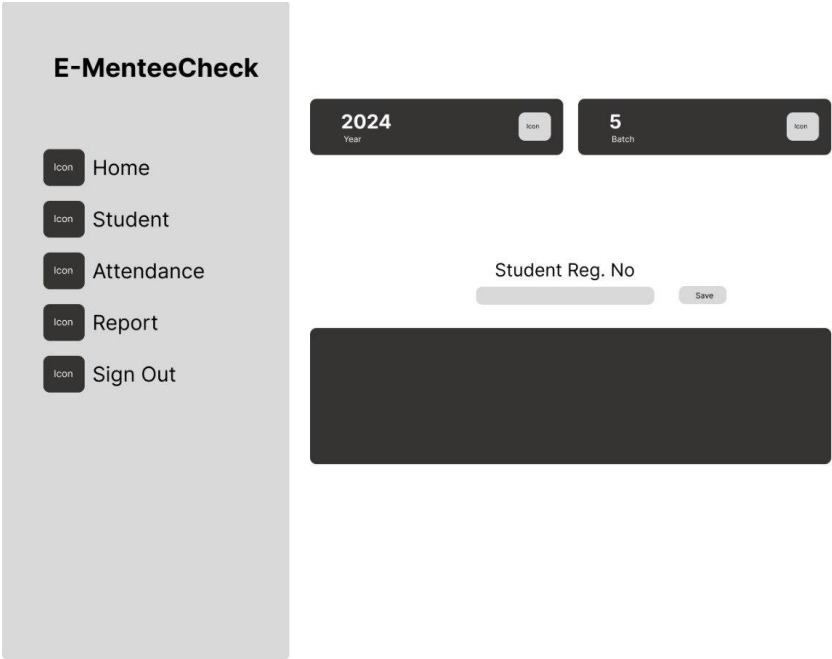 E-MenteeCheck
Icon Home
Icon Student
Icon Attendance
Icon Report
Icon Sign Out
2024
Year
Icon
5
Batch
Icon
Student Reg. No
Save